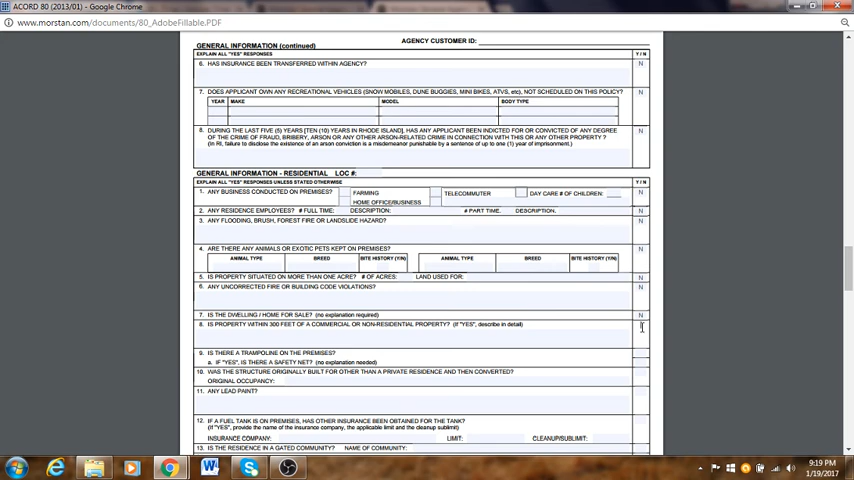 ACORD 80 (2013/01) - Google Chrome
www.morstan.com/documents/80_AdobeFillable.PDF
AGENCY CUSTOMER ID:
GENERAL INFORMATION (continued)
EXPLAIN ALL "YES" RESPONSES Y / N
6. HAS INSURANCE BEEN TRANSFERRED WITHIN AGENCY? N
7. DOES APPLICANT OWN ANY RECREATIONAL VEHICLES (SNOW MOBILES, DUNE BUGGIES, MINI BIKES, ATVS, etc), NOT SCHEDULED ON THIS POLICY? N
YEAR MAKE MODEL BODY TYPE
8. DURING THE LAST FIVE (5) YEARS [TEN (10) YEARS IN RHODE ISLAND], HAS ANY APPLICANT BEEN INDICTED FOR OR CONVICTED OF ANY DEGREE N
OF THE CRIME OF FRAUD, BRIBERY, ARSON OR ANY OTHER ARSON-RELATED CRIME IN CONNECTION WITH THIS OR ANY OTHER PROPERTY ?
(In RI, failure to disclose the existence of an arson conviction is a misdemeanor punishable by a sentence of up to one (1) year of imprisonment.)
GENERAL INFORMATION - RESIDENTIAL LOC #:
EXPLAIN ALL "YES" RESPONSES UNLESS STATED OTHERWISE Y / N
1. ANY BUSINESS CONDUCTED ON PREMISES? FARMING TELECOMMUTER DAY CARE # OF CHILDREN: N
HOME OFFICE/BUSINESS
2. ANY RESIDENCE EMPLOYEES? # FULL TIME: DESCRIPTION: # PART TIME. DESCRIPTION. N
3. ANY FLOODING, BRUSH, FOREST FIRE OR LANDSLIDE HAZARD? N
4. ARE THERE ANY ANIMALS OR EXOTIC PETS KEPT ON PREMISES? N
ANIMAL TYPE BREED BITE HISTORY (Y/N) ANIMAL TYPE BREED BITE HISTORY (Y/N)
5. IS PROPERTY SITUATED ON MORE THAN ONE ACRE? # OF ACRES: LAND USED FOR: N
6. ANY UNCORRECTED FIRE OR BUILDING CODE VIOLATIONS? N
7. IS THE DWELLING / HOME FOR SALE? (no explanation required) N
8. IS PROPERTY WITHIN 300 FEET OF A COMMERCIAL OR NON-RESIDENTIAL PROPERTY? (If "YES", describe in detail)
9. IS THERE A TRAMPOLINE ON THE PREMISES?
a. IF "YES", IS THERE A SAFETY NET? (no explanation needed)
10. WAS THE STRUCTURE ORIGINALLY BUILT FOR OTHER THAN A PRIVATE RESIDENCE AND THEN CONVERTED?
ORIGINAL OCCUPANCY:
11. ANY LEAD PAINT?
12. IF A FUEL TANK IS ON PREMISES, HAS OTHER INSURANCE BEEN OBTAINED FOR THE TANK?
(If "YES", provide the name of the insurance company, the applicable limit and the cleanup sublimit)
INSURANCE COMPANY: LIMIT: CLEANUP/SUBLIMIT:
13. IS THE RESIDENCE IN A GATED COMMUNITY? NAME OF COMMUNITY:
9:19 PM
1/19/2017